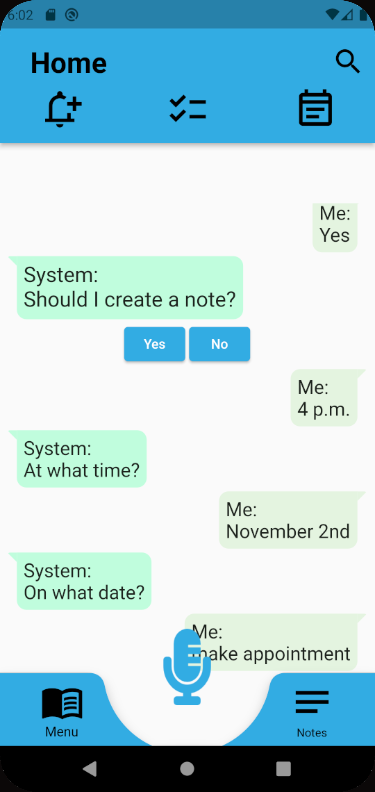 6:02
Home
Me:
Yes
System:
Should I create a note?
Yes No
Me:
4 p.m.
System:
At what time?
Me:
November 2nd
System:
On what date?
Me:
make appointment
Menu
Notes